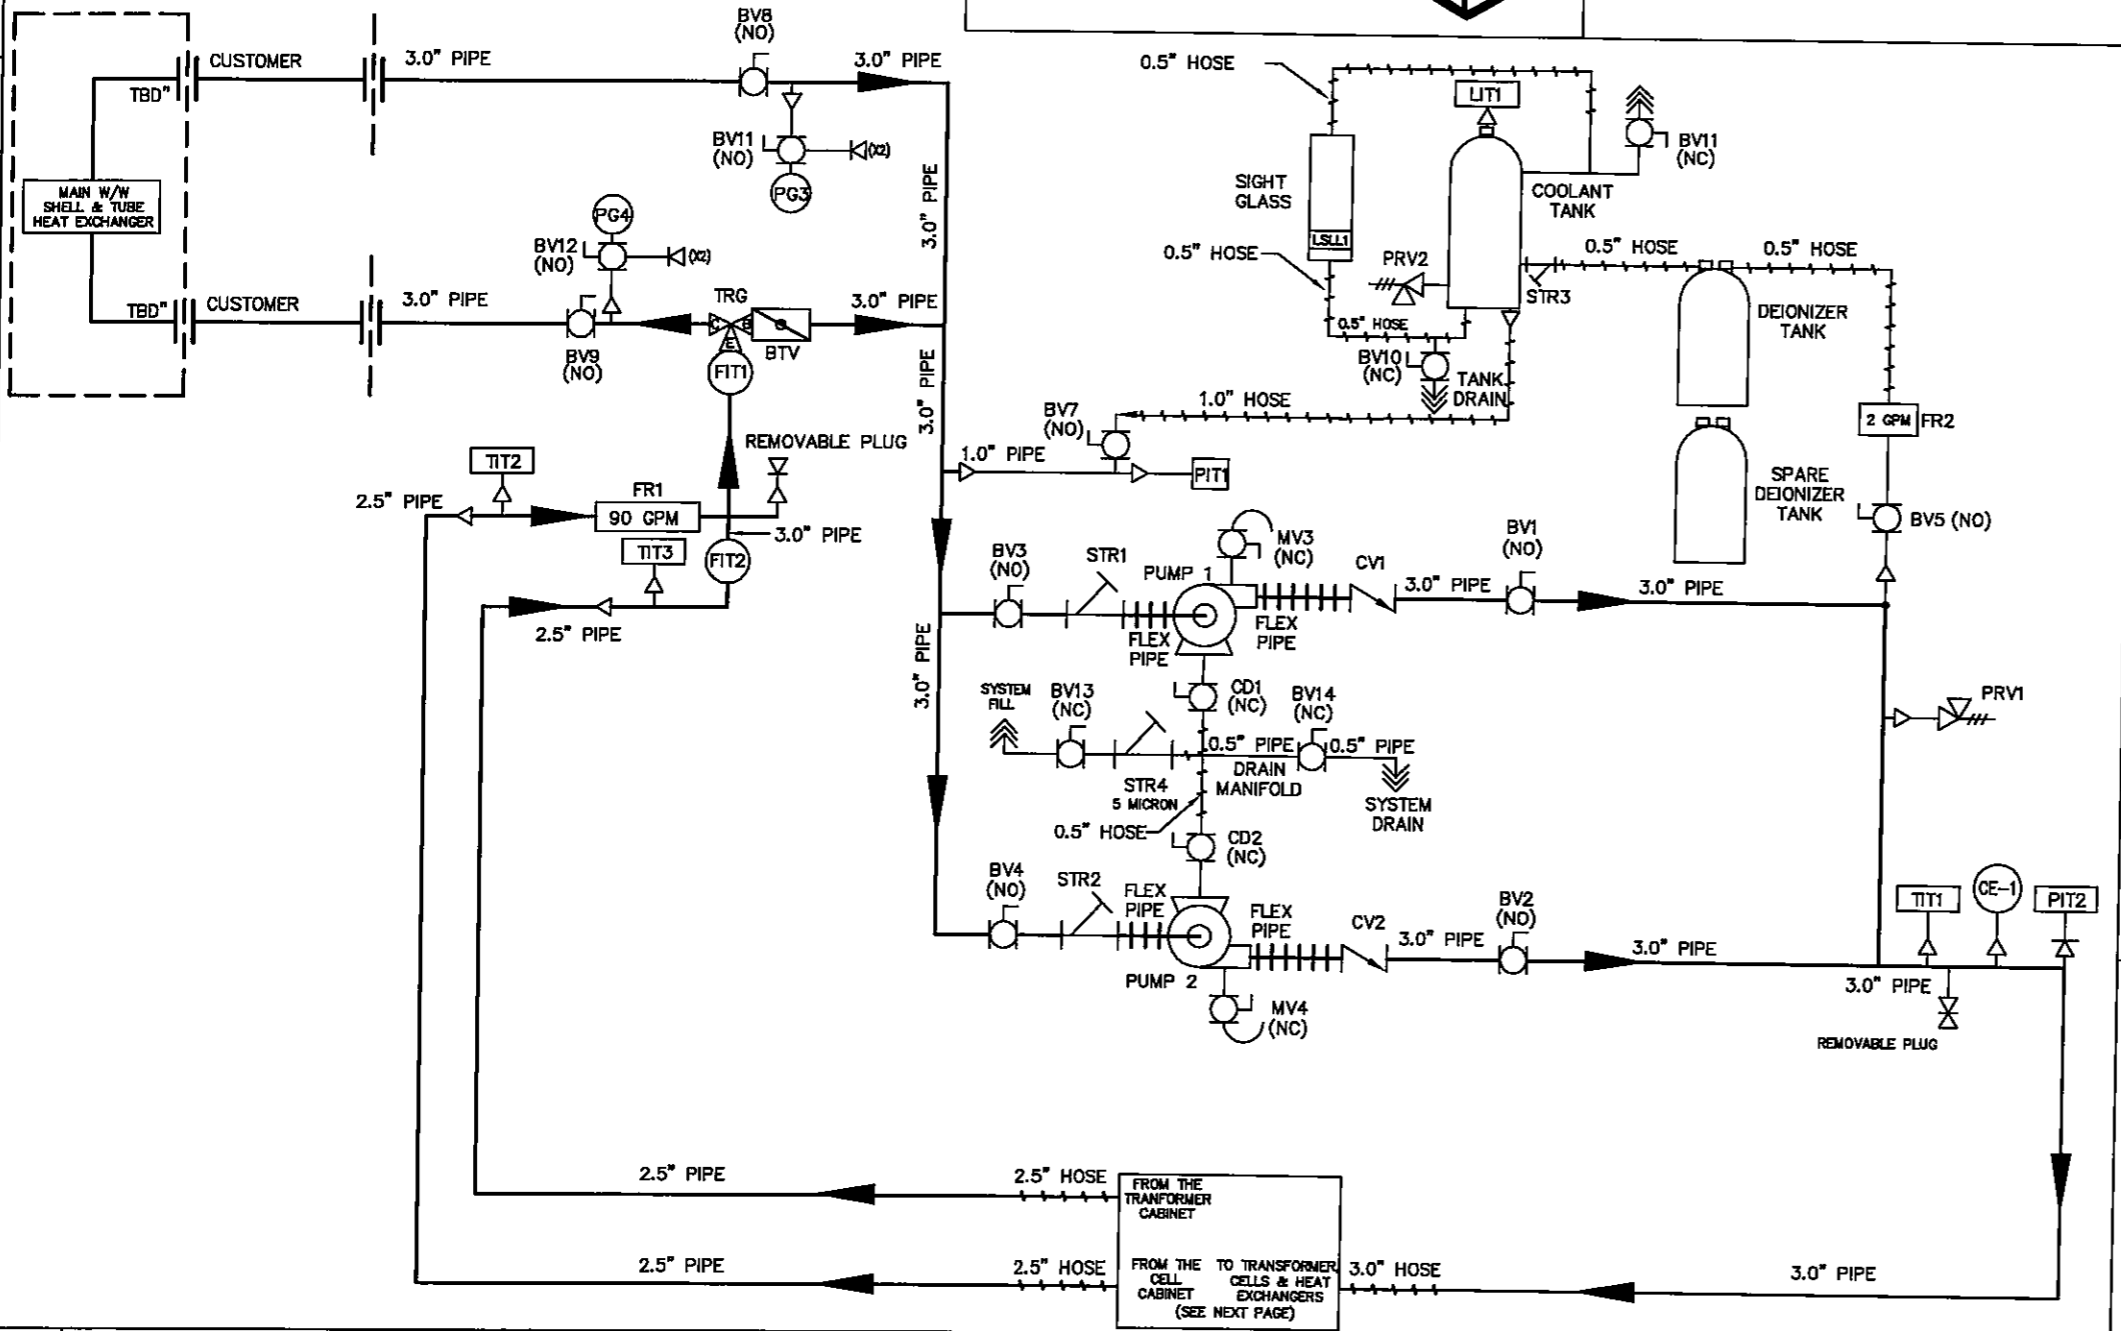 BV8
(NO)
CUSTOMER
3.0" PIPE
3.0" PIPE
TBD"
BV11
(NO)
(X2)
PG3
MAIN W/W
SHELL & TUBE
HEAT EXCHANGER
3.0" PIPE
PG4
BV12
(NO)
(X2)
TBD"
CUSTOMER
3.0" PIPE
TRG
C
B
E
BTV
3.0" PIPE
BV9
(NO)
FIT1
3.0" PIPE
0.5" HOSE
LIT1
BV11
(NC)
SIGHT
GLASS
LSLL1
COOLANT
TANK
0.5" HOSE
PRV2
0.5" HOSE
0.5" HOSE
STR3
DEIONIZER
TANK
0.5" HOSE
BV10
(NC)
TANK
DRAIN
1.0" HOSE
BV7
(NO)
2 GPM
FR2
1.0" PIPE
PIT1
SPARE
DEIONIZER
TANK
BV5 (NO)
REMOVABLE PLUG
TIT2
2.5" PIPE
FR1
90 GPM
3.0" PIPE
TIT3
FIT2
2.5" PIPE
BV3
(NO)
STR1
PUMP 1
MV3
(NC)
CV1
BV1
(NO)
3.0" PIPE
3.0" PIPE
FLEX
PIPE
FLEX
PIPE
3.0" PIPE
SYSTEM
FILL
BV13
(NC)
CD1
(NC)
BV14
(NC)
PRV1
0.5" PIPE
0.5" PIPE
DRAIN
MANIFOLD
STR4
5 MICRON
0.5" HOSE
SYSTEM
DRAIN
CD2
(NC)
BV4
(NO)
STR2
FLEX
PIPE
FLEX
PIPE
CV2
BV2
(NO)
3.0" PIPE
3.0" PIPE
TIT1
CE-1
PIT2
PUMP 2
MV4
(NC)
3.0" PIPE
REMOVABLE PLUG
2.5" PIPE
2.5" HOSE
FROM THE
TRANFORMER
CABINET
2.5" PIPE
2.5" HOSE
FROM THE
CELL
CABINET
TO TRANSFORMER,
CELLS & HEAT
EXCHANGERS
(SEE NEXT PAGE)
3.0" HOSE
3.0" PIPE